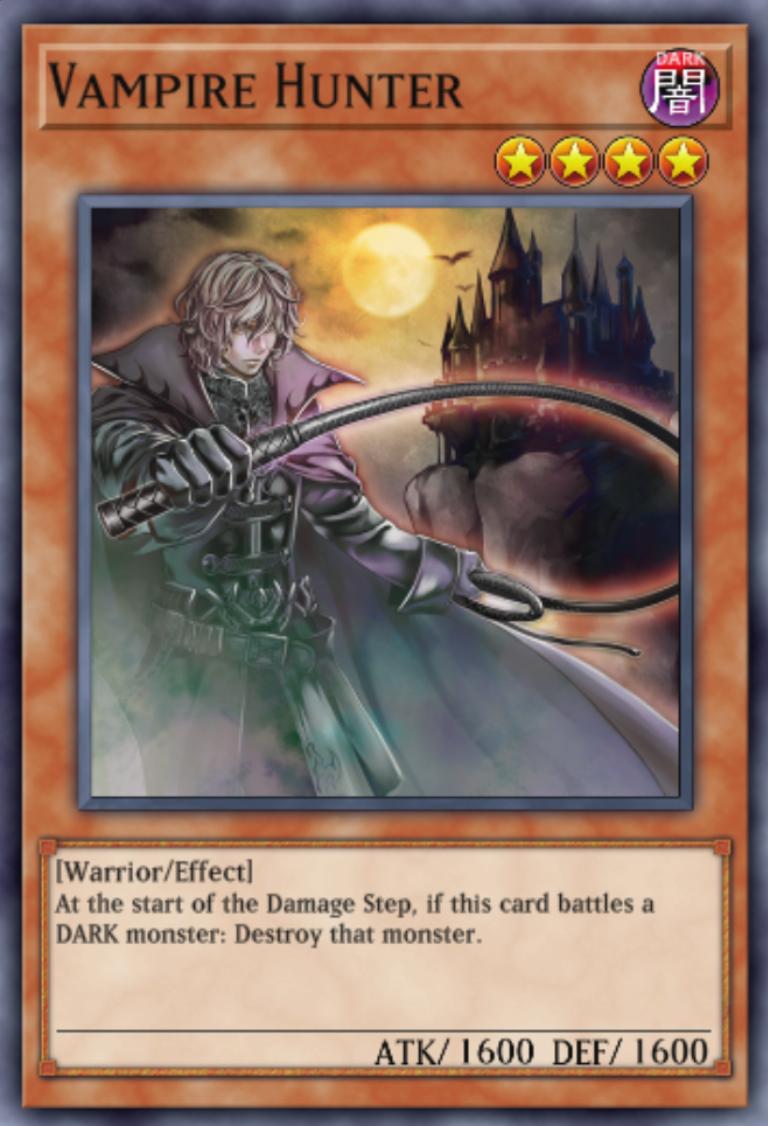 Vampire Hunter
DARK
闇
[Warrior/Effect]
At the start of the Damage Step, if this card battles a
DARK monster: Destroy that monster.
ATK/ 1600 DEF/ 1600